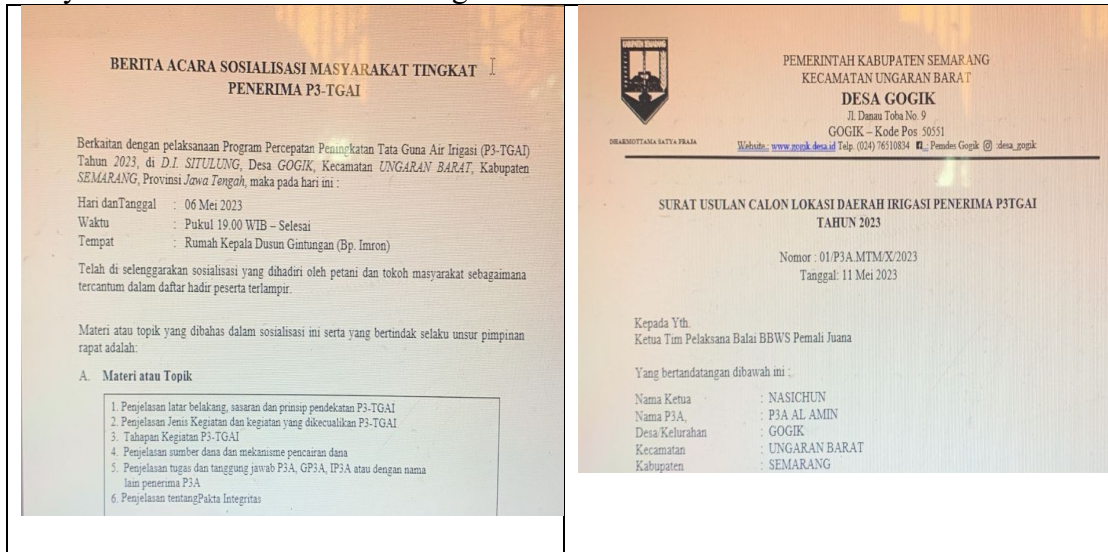 BERITA ACARA SOSIALISASI MASYARAKAT TINGKAT
PENERIMA P3-TGAI
Berkaitan dengan pelaksanaan Program Percepatan Peningkatan Tata Guna Air Irigasi (P3-TGAI)
Tahun 2023, di D.I. SITULUNG, Desa GOGIK, Kecamatan UNGARAN BARAT, Kabupaten
SEMARANG, Provinsi Jawa Tengah, maka pada hari ini :
Hari danTanggal : 06 Mei 2023
Waktu : Pukul 19.00 WIB – Selesai
Tempat : Rumah Kepala Dusun Gintungan (Bp. Imron)
Telah di selenggarakan sosialisasi yang dihadiri oleh petani dan tokoh masyarakat sebagaimana
tercantum dalam daftar hadir peserta terlampir.
Materi atau topik yang dibahas dalam sosialisasi ini serta yang bertindak selaku unsur pimpinan
rapat adalah:
A. Materi atau Topik
1. Penjelasan latar belakang, sasaran dan prinsip pendekatan P3-TGAI
2. Penjelasan Jenis Kegiatan dan kegiatan yang dikecualikan P3-TGAI
3. Tahapan Kegiatan P3-TGAI
4. Penjelasan sumber dana dan mekanisme pencairan dana
5. Penjelasan tugas dan tanggung jawab P3A, GP3A, IP3A atau dengan nama
lain penerima P3A
6. Penjelasan tentangPakta Integritas
KABUPATEN SEMARANG
DHARMOTTAMA SATYA PRAJA
PEMERINTAH KABUPATEN SEMARANG
KECAMATAN UNGARAN BARAT
DESA GOGIK
Jl. Danau Toba No. 9
GOGIK – Kode Pos 50551
Website : www.gogik.desa.id Telp. (024) 76510834 : Pemdes Gogik :desa_gogik
SURAT USULAN CALON LOKASI DAERAH IRIGASI PENERIMA P3TGAI
TAHUN 2023
Nomor : 01/P3A.MTM/X/2023
Tanggal: 11 Mei 2023
Kepada Yth.
Ketua Tim Pelaksana Balai BBWS Pemali Juana
Yang bertandatangan dibawah ini :
Nama Ketua : NASICHUN
Nama P3A, : P3A AL AMIN
Desa/Kelurahan : GOGIK
Kecamatan : UNGARAN BARAT
Kabupaten : SEMARANG